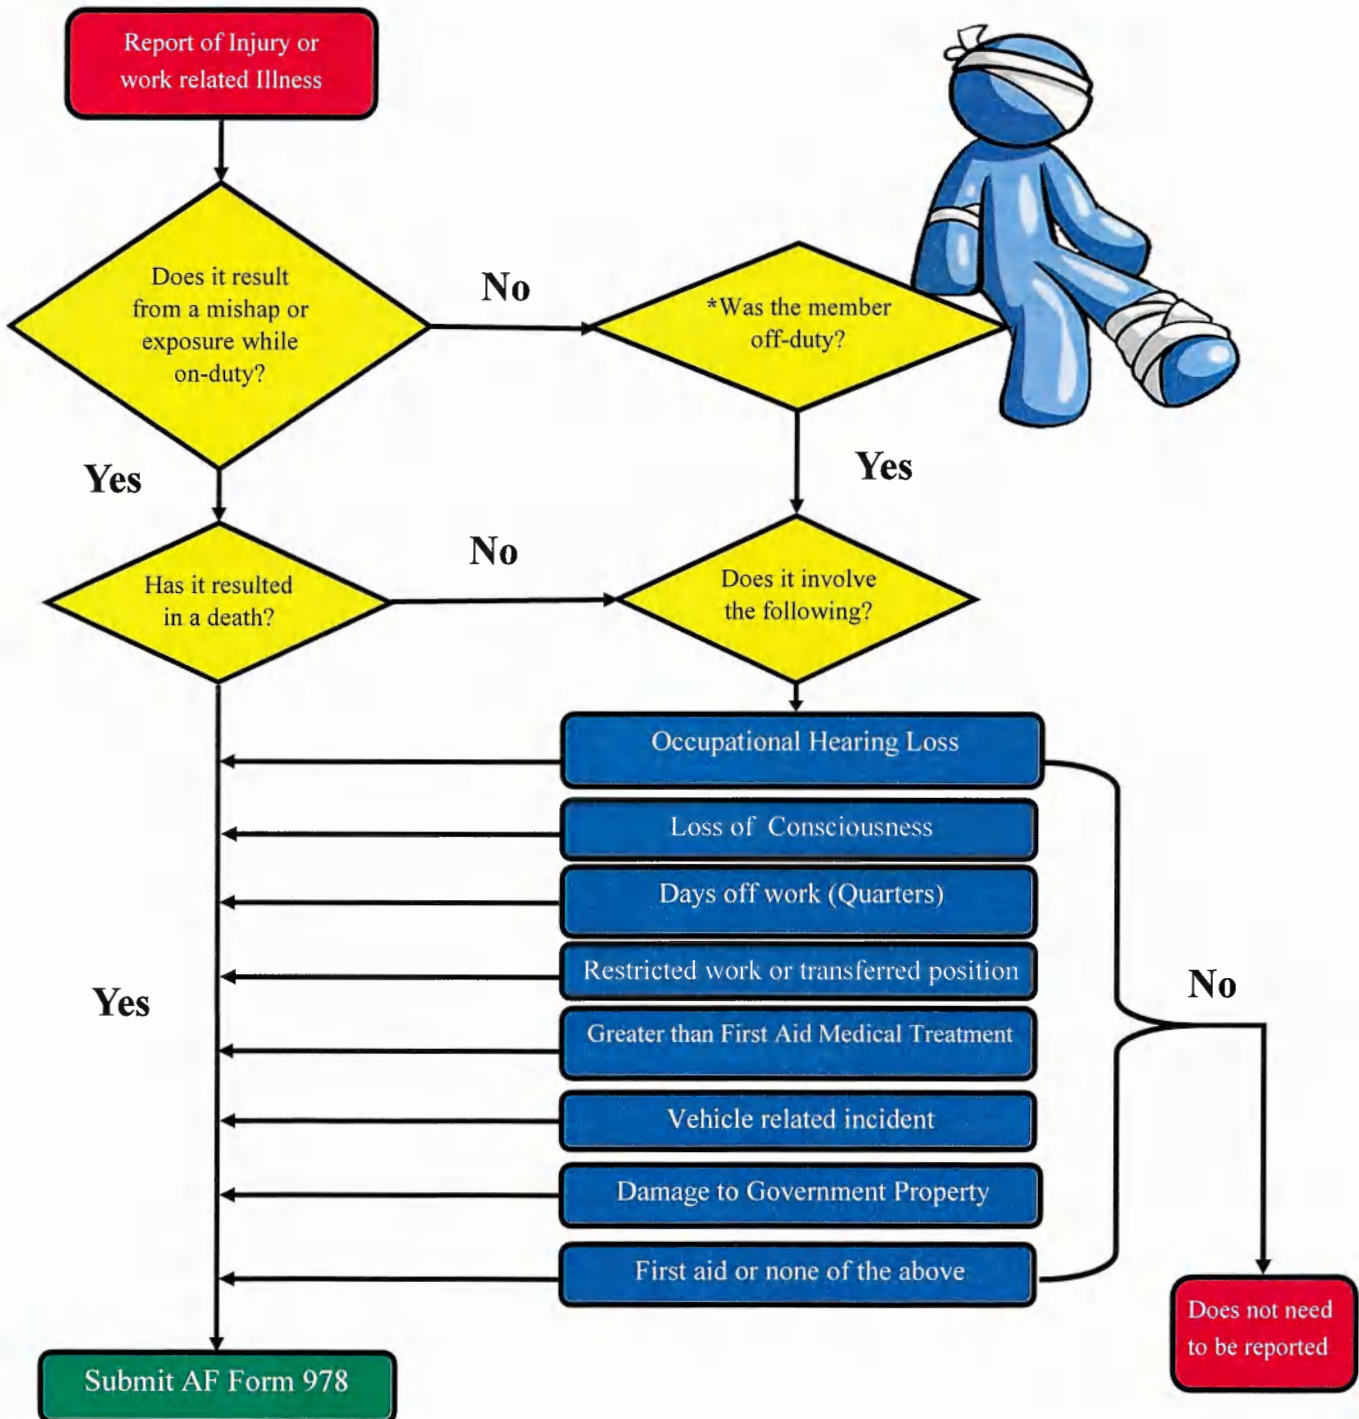 Report of Injury or
work related Illness
Does it result
from a mishap or
exposure while
on-duty?
No
*Was the member
off-duty?
Yes
Yes
Has it resulted
in a death?
No
Does it involve
the following?
Occupational Hearing Loss
Loss of Consciousness
Days off work (Quarters)
Restricted work or transferred position
Yes
No
Greater than First Aid Medical Treatment
Vehicle related incident
Damage to Government Property
First aid or none of the above
Does not need
to be reported
Submit AF Form 978